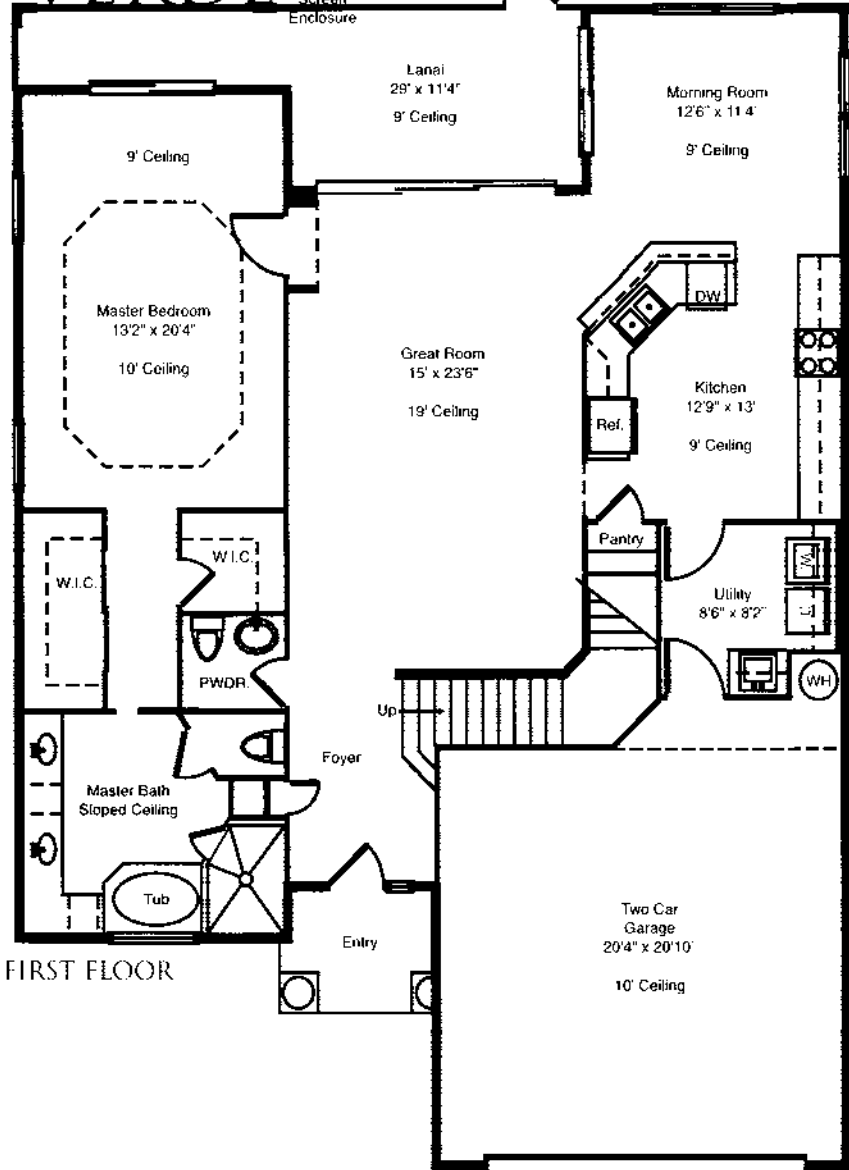 Screen
Enclosure
Lanai
29' x 11'4"
9' Ceiling
Morning Room
12'6" x 11'4"
9' Ceiling
9' Ceiling
Master Bedroom
13'2" x 20'4"
10' Ceiling
Great Room
15' x 23'6"
19' Ceiling
DW
Kitchen
12'9" x 13'
9' Ceiling
Ref.
Pantry
W.I.C.
W.I.C.
Utility
8'6" x 8'2"
W
PWDR.
WH
Up
Foyer
Master Bath
Sloped Ceiling
Tub
Entry
Two Car
Garage
20'4" x 20'10"
10' Ceiling
FIRST FLOOR